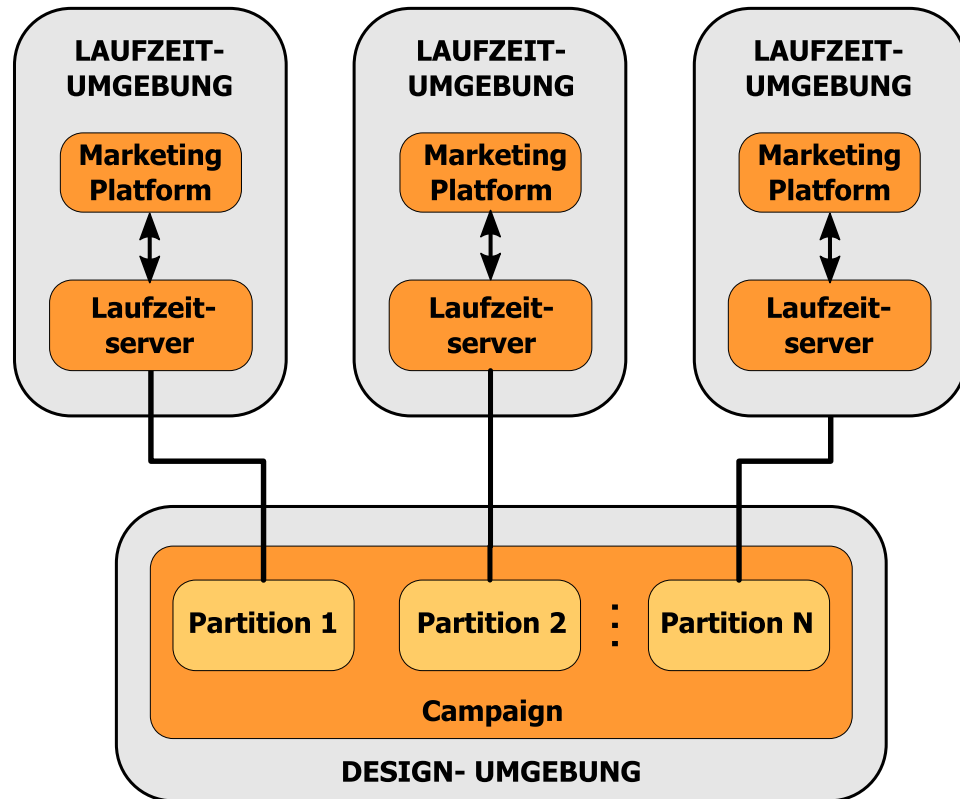 LAUFZEIT-
UMGEBUNG
Marketing
Platform
Laufzeit-
server
LAUFZEIT-
UMGEBUNG
Marketing
Platform
Laufzeit-
server
LAUFZEIT-
UMGEBUNG
Marketing
Platform
Laufzeit-
server
Partition 1
Partition 2
Partition N
Campaign
DESIGN- UMGEBUNG